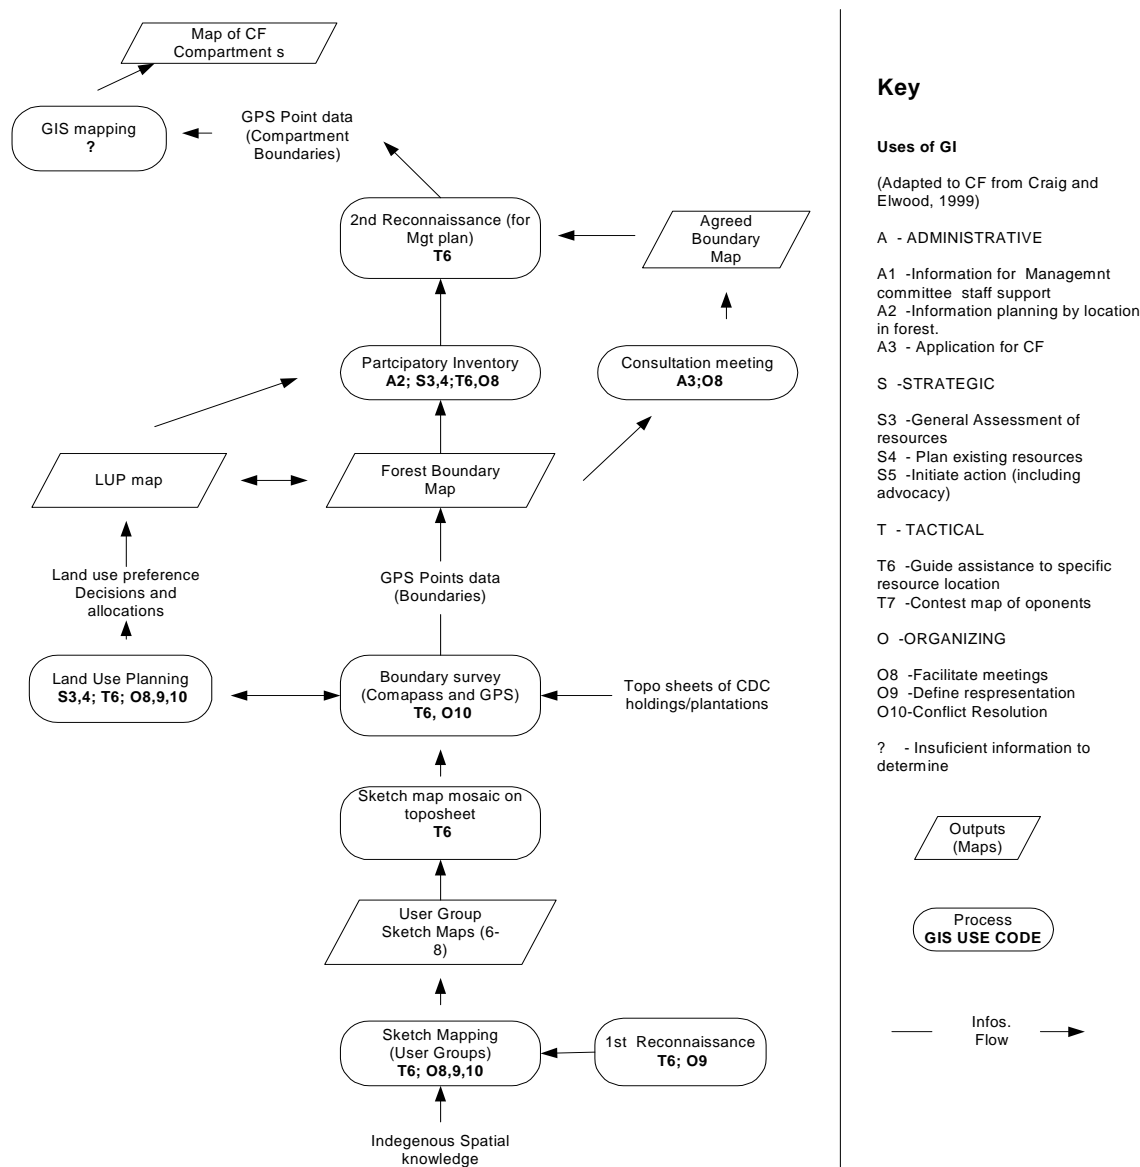 Map of CF
Compartment s
GIS mapping
?
GPS Point data
(Compartment
Boundaries)
2nd Reconnaissance (for
Mgt plan)
T6
Agreed
Boundary
Map
Partcipatory Inventory
A2; S3,4;T6,O8
Consultation meeting
A3;O8
LUP map
Forest Boundary
Map
Land use preference
Decisions and
allocations
GPS Points data
(Boundaries)
Land Use Planning
S3,4; T6; O8,9,10
Boundary survey
(Comapass and GPS)
T6, O10
Topo sheets of CDC
holdings/plantations
Sketch map mosaic on
toposheet
T6
User Group
Sketch Maps (6-
8)
Sketch Mapping
(User Groups)
T6; O8,9,10
1st Reconnaissance
T6; O9
Indegenous Spatial
knowledge
Key
Uses of GI
(Adapted to CF from Craig and
Elwood, 1999)
A - ADMINISTRATIVE
A1 -Information for Managemnt
committee staff support
A2 -Information planning by location
in forest.
A3 - Application for CF
S -STRATEGIC
S3 -General Assessment of
resources
S4 - Plan existing resources
S5 -Initiate action (including
advocacy)
T - TACTICAL
T6 -Guide assistance to specific
resource location
T7 -Contest map of oponents
O -ORGANIZING
O8 -Facilitate meetings
O9 -Define respresentation
O10-Conflict Resolution
? - Insuficient information to
determine
Outputs
(Maps)
Process
GIS USE CODE
Infos.
Flow